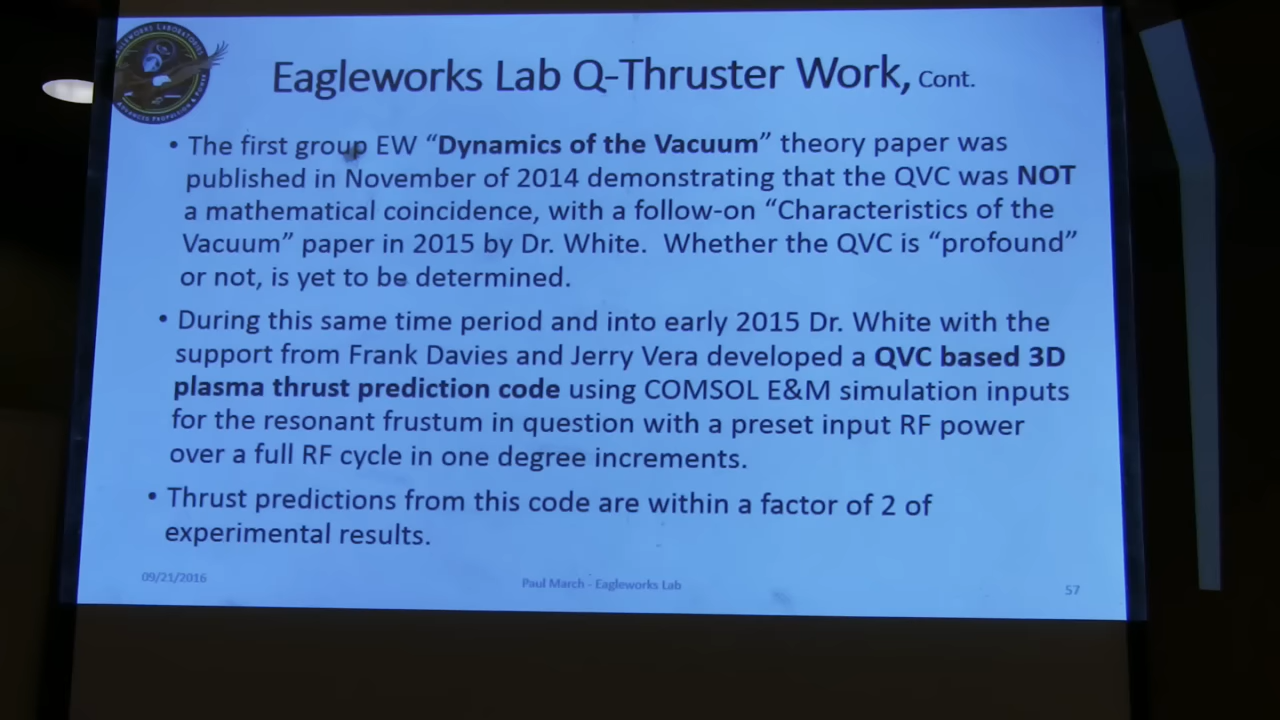 EAGLEWORKS LABORATORIES
ADVANCED PROPULSION & POWER
Eagleworks Lab Q-Thruster Work, Cont.
• The first group EW “Dynamics of the Vacuum” theory paper was
published in November of 2014 demonstrating that the QVC was NOT
a mathematical coincidence, with a follow-on “Characteristics of the
Vacuum” paper in 2015 by Dr. White. Whether the QVC is “profound”
or not, is yet to be determined.
• During this same time period and into early 2015 Dr. White with the
support from Frank Davies and Jerry Vera developed a QVC based 3D
plasma thrust prediction code using COMSOL E&M simulation inputs
for the resonant frustum in question with a preset input RF power
over a full RF cycle in one degree increments.
• Thrust predictions from this code are within a factor of 2 of
experimental results.
09/21/2016
Paul March - Eagleworks Lab
57